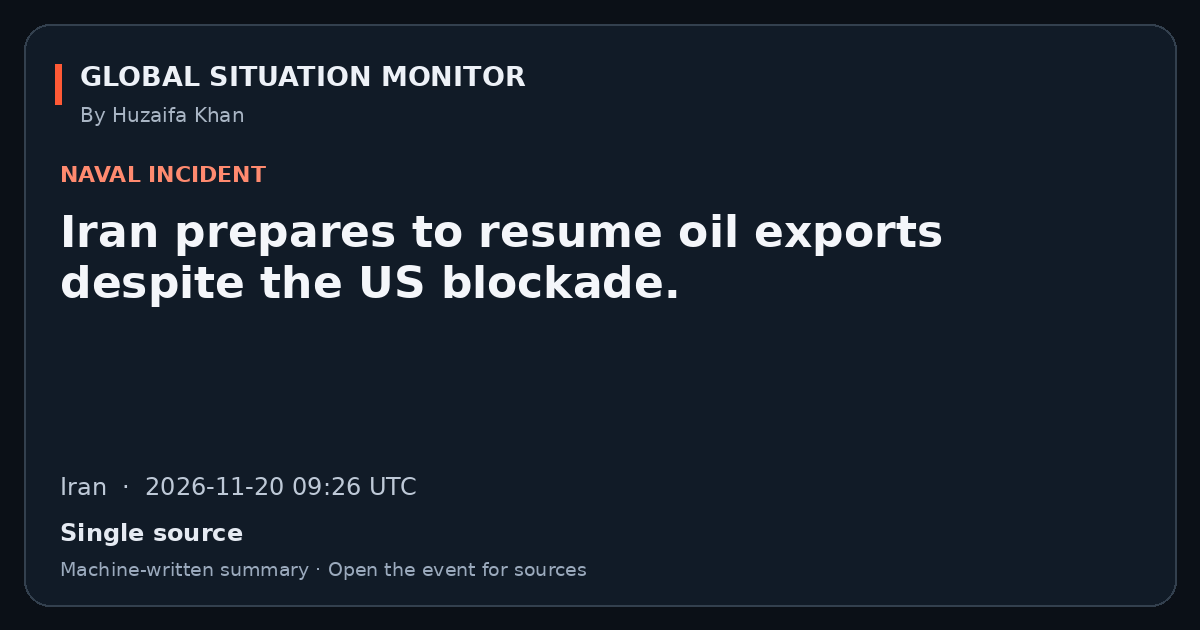 GLOBAL SITUATION MONITOR
By Huzaifa Khan
NAVAL INCIDENT
Iran prepares to resume oil exports
despite the US blockade.
Iran · 2026-11-20 09:26 UTC
Single source
Machine-written summary · Open the event for sources